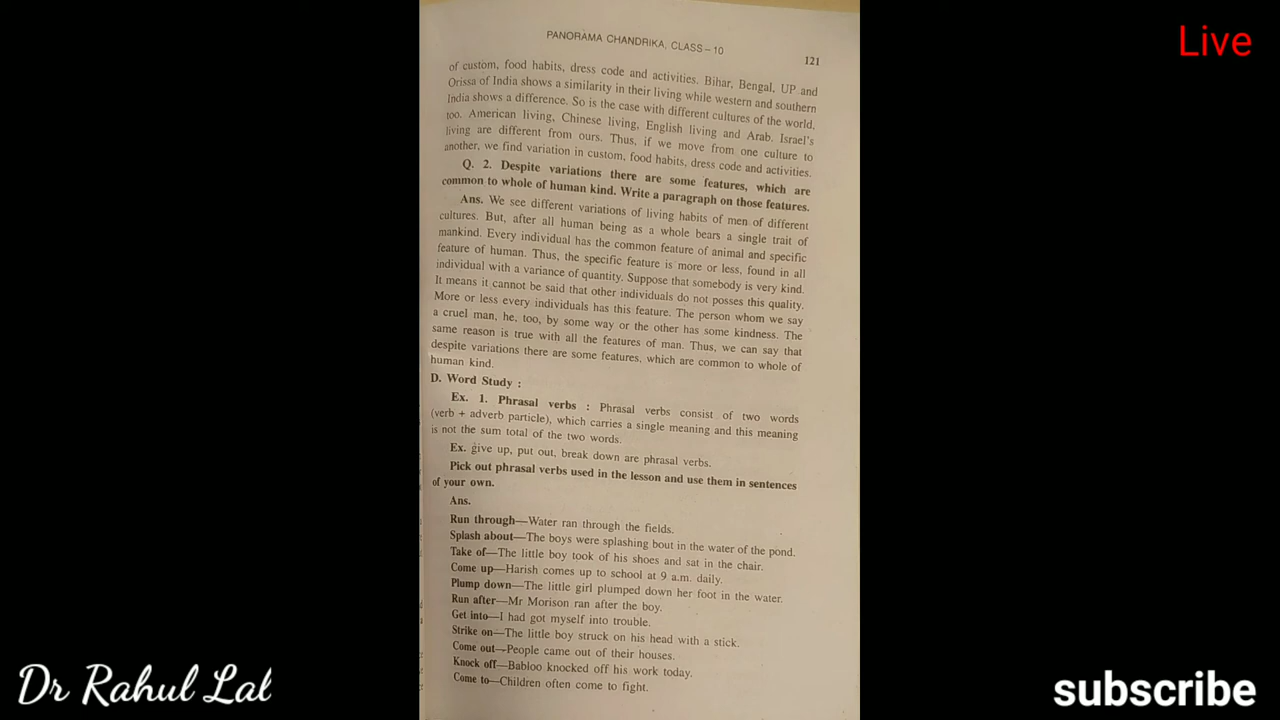 PANORAMA CHANDRIKA, CLASS – 10
121
Live
of custom, food habits, dress code and activities. Bihar, Bengal, UP and
Orissa of India shows a similarity in their living while western and southern
India shows a difference. So is the case with different cultures of the world,
too. American living, Chinese living, English living and Arab. Israel's
living are different from ours. Thus, if we move from one culture to
another, we find variation in custom, food habits, dress code and activities.
Q. 2. Despite variations there are some features, which are
common to whole of human kind. Write a paragraph on those features.
Ans. We see different variations of living habits of men of different
cultures. But, after all human being as a whole bears a single trait of
mankind. Every individual has the common feature of animal and specific
feature of human. Thus, the specific feature is more or less, found in all
individual with a variance of quantity. Suppose that somebody is very kind.
It means it cannot be said that other individuals do not posses this quality.
More or less every individuals has this feature. The person whom we say
a cruel man, he, too, by some way or the other has some kindness. The
same reason is true with all the features of man. Thus, we can say that
despite variations there are some features, which are common to whole of
human kind.
D. Word Study :
Ex. 1. Phrasal verbs : Phrasal verbs consist of two words
(verb + adverb particle), which carries a single meaning and this meaning
is not the sum total of the two words.
Ex. give up, put out, break down are phrasal verbs.
Pick out phrasal verbs used in the lesson and use them in sentences
of your own.
Ans.
Run through—Water ran through the fields.
Splash about—The boys were splashing bout in the water of the pond.
Take of—The little boy took of his shoes and sat in the chair.
Come up—Harish comes up to school at 9 a.m. daily.
Plump down—The little girl plumped down her foot in the water.
Run after—Mr Morison ran after the boy.
Get into—I had got myself into trouble.
Strike on—The little boy struck on his head with a stick.
Come out—People came out of their houses.
Knock off—Babloo knocked off his work today.
Come to—Children often come to fight.
Dr Rahul Lal
subscribe